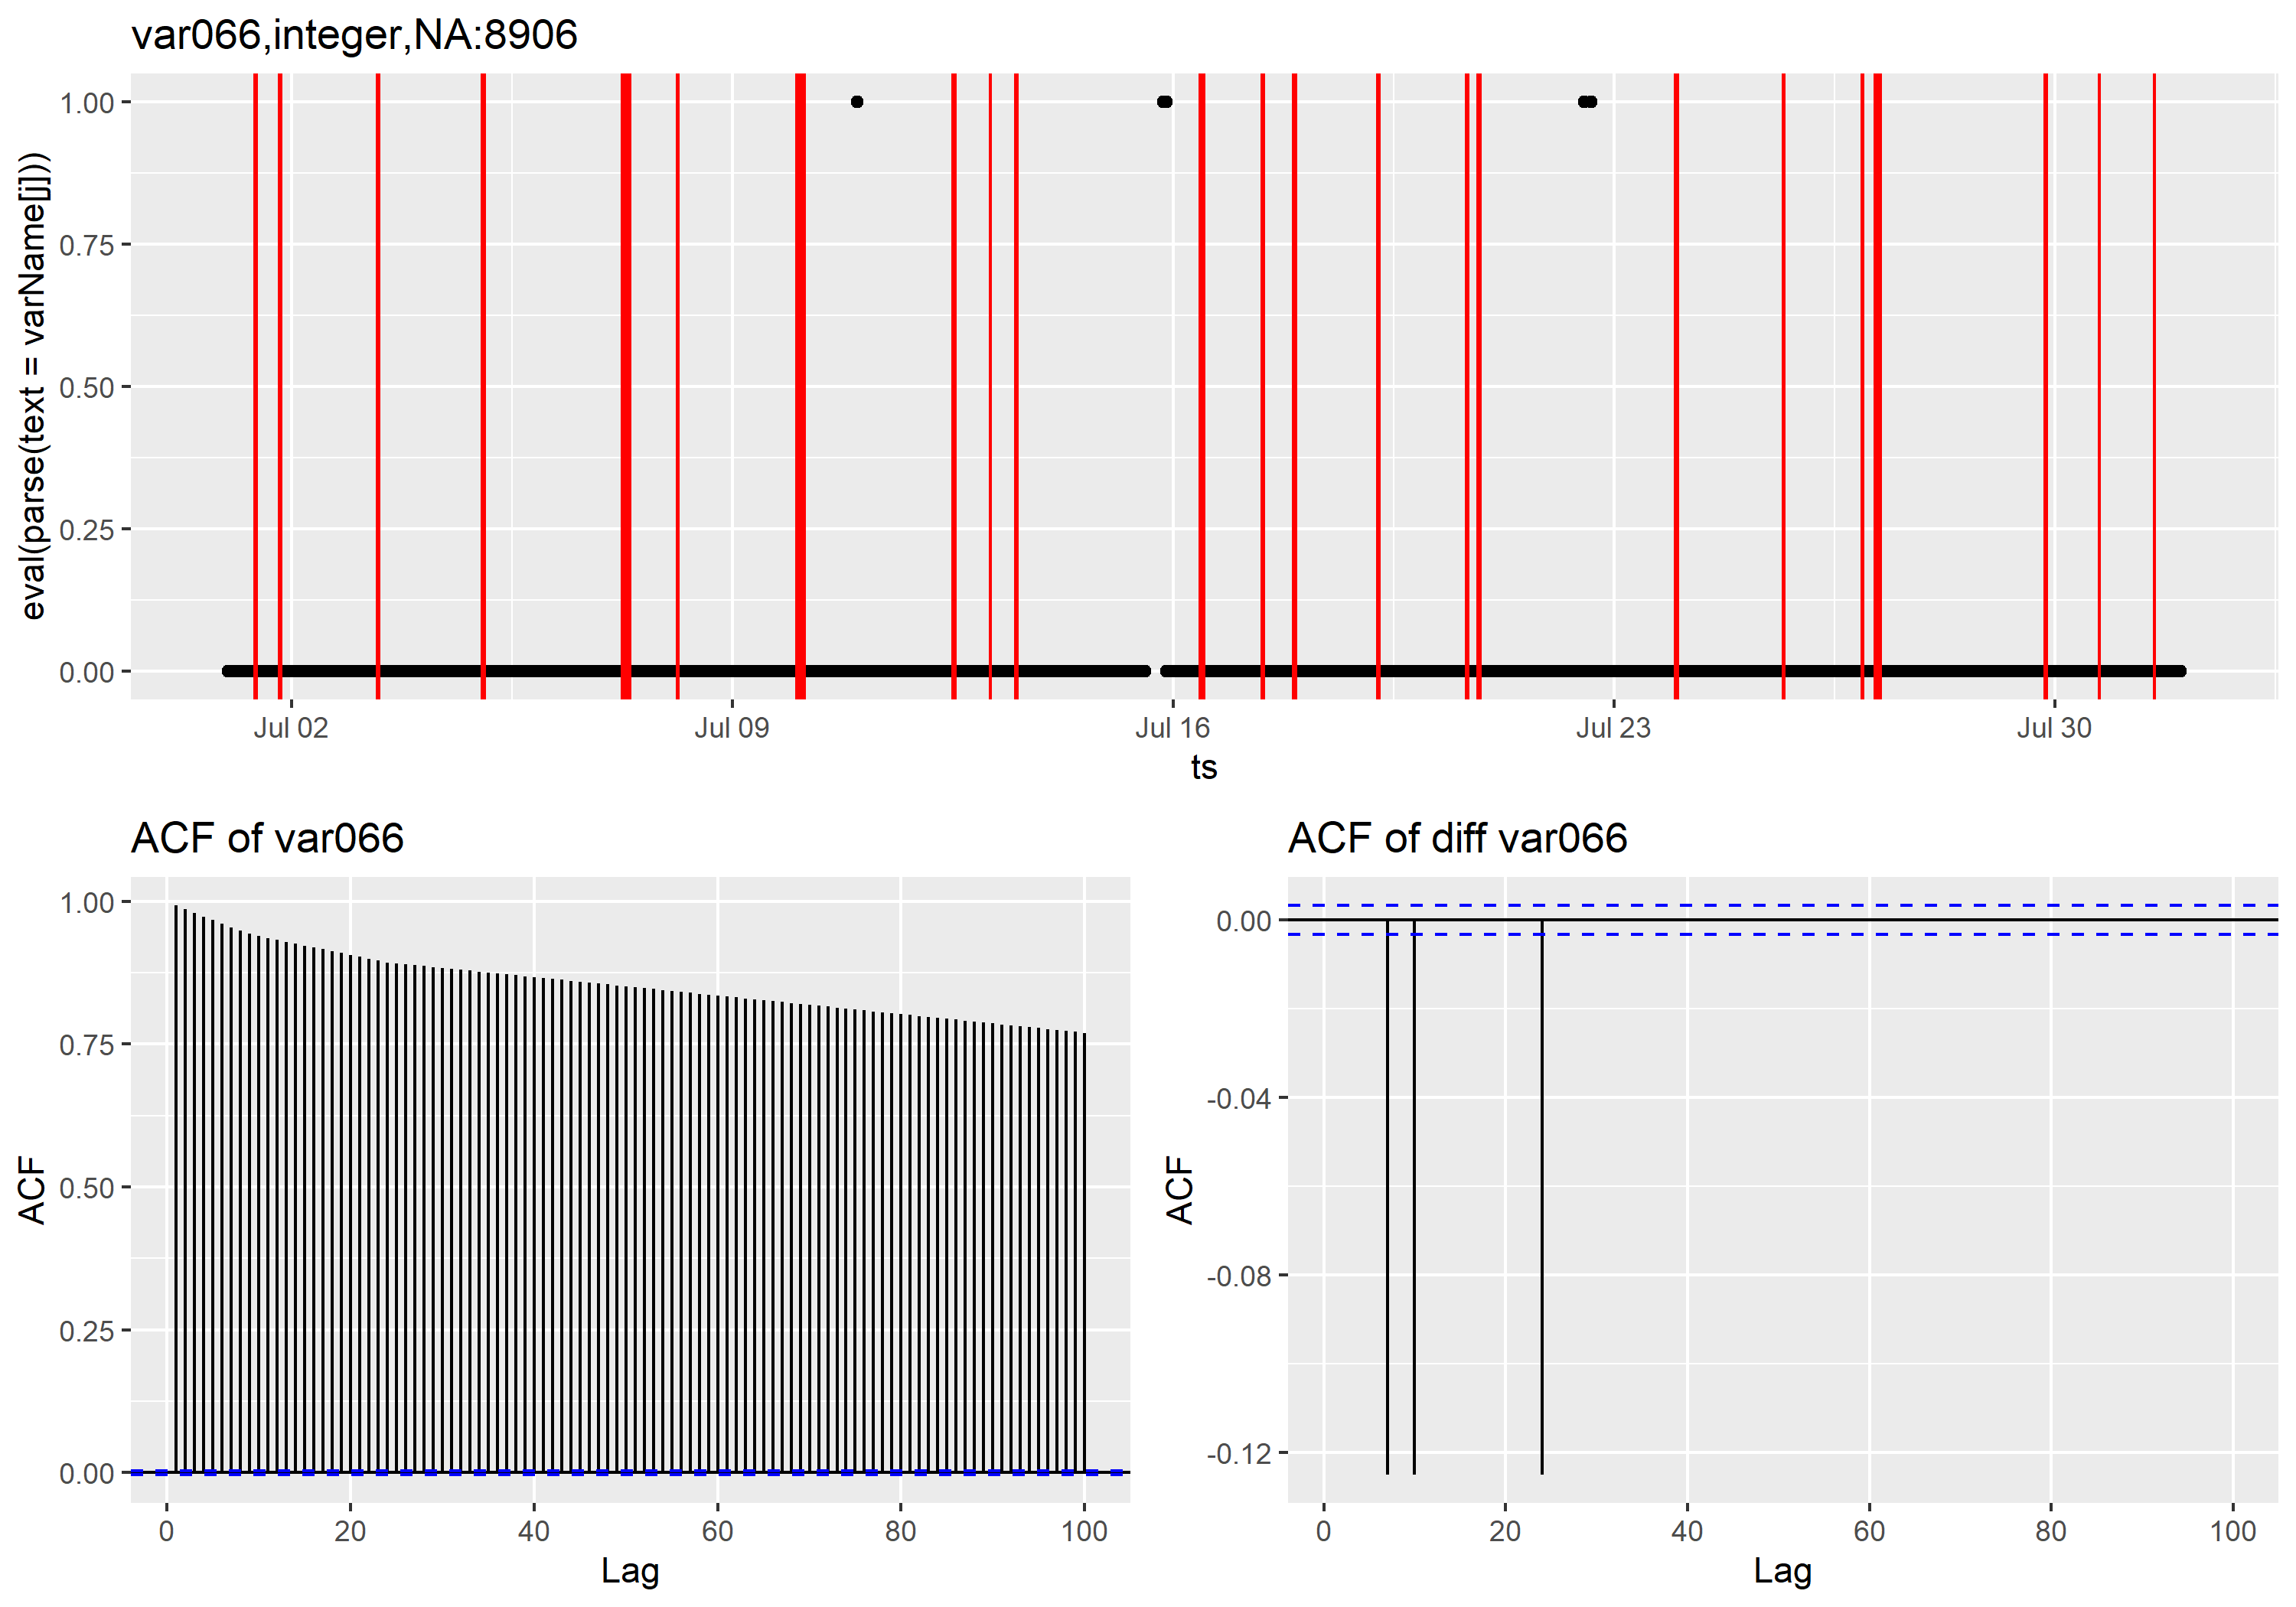 var066,integer,NA:8906
eval(parse(text = varName[j]))
1.00
0.75
0.50
0.25
0.00
Jul 02 Jul 09 Jul 16 Jul 23 Jul 30
ts
ACF of var066
ACF
1.00
0.75
0.50
0.25
0.00
0 20 40 60 80 100
Lag
ACF of diff var066
ACF
0.00
-0.04
-0.08
-0.12
0 20 40 60 80 100
Lag